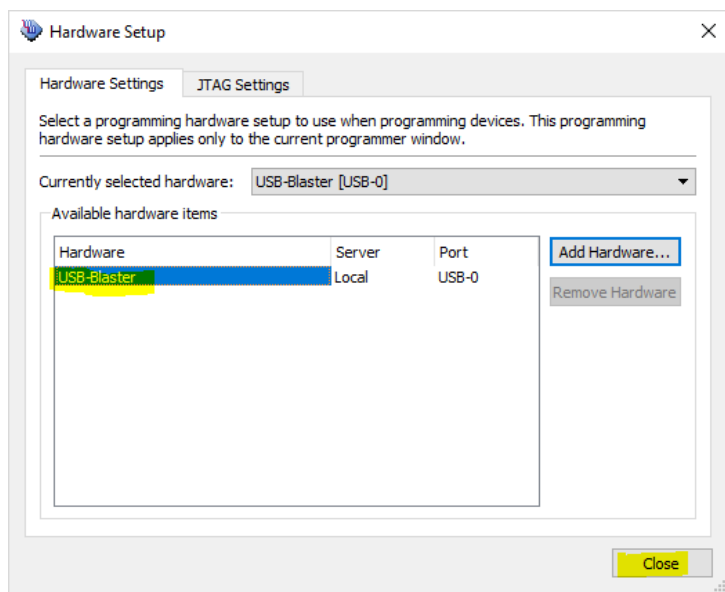 Hardware Setup
Hardware Settings JTAG Settings
Select a programming hardware setup to use when programming devices. This programming
hardware setup applies only to the current programmer window.
Currently selected hardware: USB-Blaster [USB-0]
Available hardware items
Hardware Server Port
USB-Blaster Local USB-0
Add Hardware...
Remove Hardware
Close